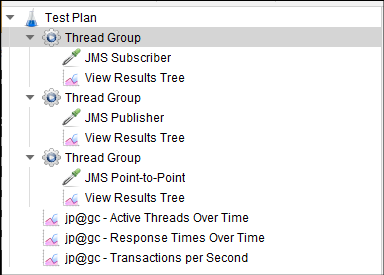 Test Plan
Thread Group
JMS Subscriber
View Results Tree
Thread Group
JMS Publisher
View Results Tree
Thread Group
JMS Point-to-Point
View Results Tree
jp@gc - Active Threads Over Time
jp@gc - Response Times Over Time
jp@gc - Transactions per Second